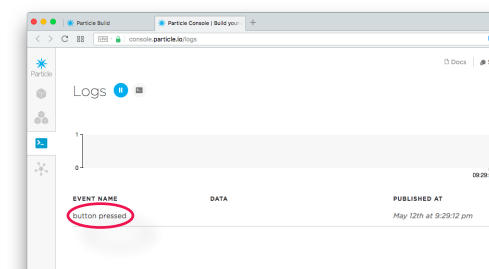 Particle Build
Particle Console | Build your
console.particle.io/logs
Particle
Docs
Logs
1
0
09:29:
EVENT NAME DATA PUBLISHED AT
button pressed May 12th at 9:29:12 pm